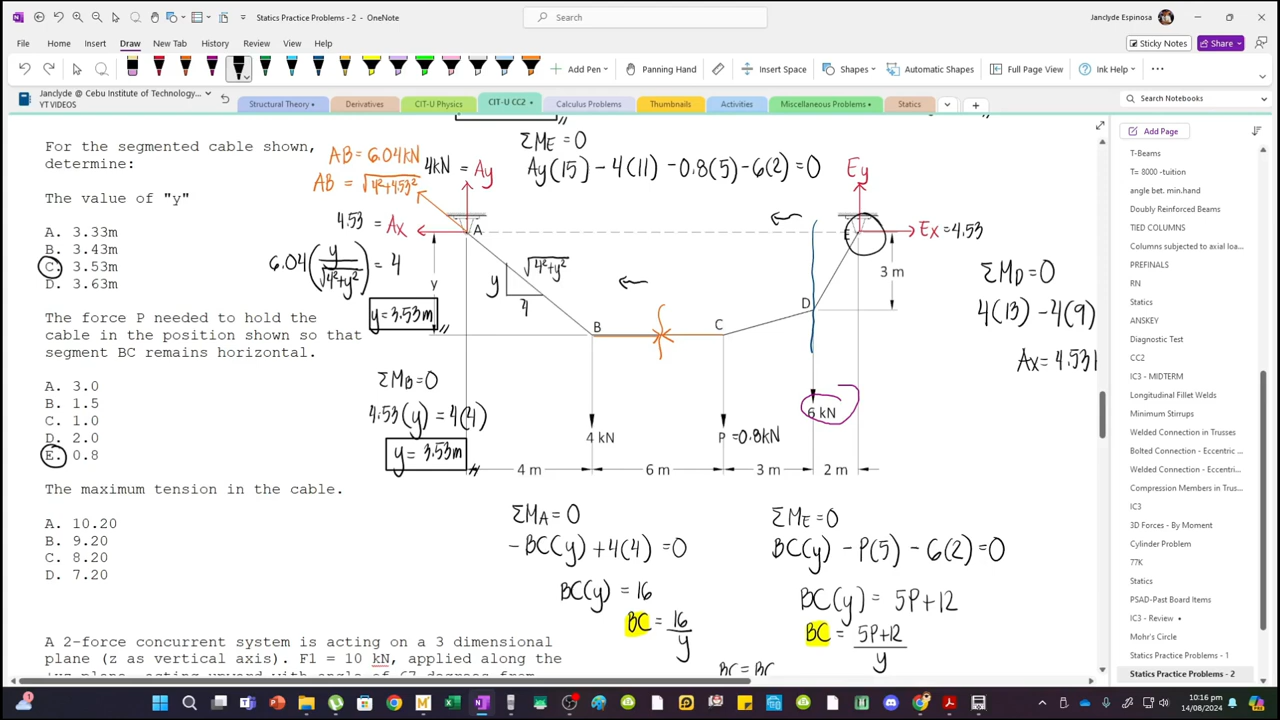 Statics Practice Problems - 2 - OneNote
Search
Janclyde Espinosa
File Home Insert Draw New Tab History Review View Help
Sticky Notes
Share
Add Pen
Panning Hand
Insert Space
Shapes
Automatic Shapes
Full Page View
Ink Help
Janclyde @ Cebu Institute of Technology...
YT VIDEOS
Structural Theory
Derivatives
CIT-U Physics
CIT-U CC2
Calculus Problems
Thumbnails
Activities
Miscellaneous Problems
Statics
Search Notebooks
Add Page
For the segmented cable shown,
determine:
The value of "y"
A. 3.33m
B. 3.43m
C. 3.53m
D. 3.63m
The force P needed to hold the
cable in the position shown so that
segment BC remains horizontal.
A. 3.0
B. 1.5
C. 1.0
D. 2.0
E. 0.8
The maximum tension in the cable.
A. 10.20
B. 9.20
C. 8.20
D. 7.20
A 2-force concurrent system is acting on a 3 dimensional
plane (z as vertical axis). F1 = 10 kN, applied along the
ΣME=0
Ay(15) - 4(11) - 0.8(5) - 6(2) = 0
AB = 6.04kN
AB = √4²+4.53²
4kN = Ay
4.53 = Ax
6.04(y/√4²+y²) = 4
y = 3.53m
ΣMB=0
4.53(y) = 4(4)
y = 3.53m
A
y
y
√4²+y²
4
B
C
D
E
Ey
Ex = 4.53
3 m
4 kN
P =0.8kN
6 kN
4 m
6 m
3 m
2 m
ΣMD=0
4(13) - 4(9)
Ax = 4.53
ΣMA=0
-BC(y) + 4(4) = 0
BC(y) = 16
BC = 16/y
ΣME=0
BC(y) - P(5) - 6(2) = 0
BC(y) = 5P+12
BC = 5P+12/y
BC = BC
T-Beams
T= 8000 -tuition
angle bet. min.hand
Doubly Reinforced Beams
TIED COLUMNS
Columns subjected to axial loa...
PREFINALS
RN
Statics
ANSKEY
Diagnostic Test
CC2
IC3 - MIDTERM
Longitudinal Fillet Welds
Minimum Stirrups
Welded Connection in Trusses
Bolted Connection - Eccentric ...
Welded Connection - Eccentri...
Compression Members in Trus...
IC3
3D Forces - By Moment
Cylinder Problem
77K
Statics
PSAD-Past Board Items
IC3 - Review
Mohr's Circle
Statics Practice Problems - 1
Statics Practice Problems - 2
10:16 pm
14/08/2024